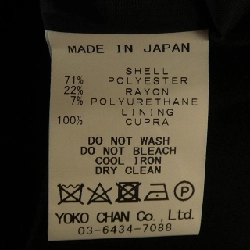 MADE IN JAPAN
SHELL
71% POLYESTER
22% RAYON
7% POLYURETHANE
LINING
100% CUPRA
DO NOT WASH
DO NOT BLEACH
COOL IRON
DRY CLEAN
YOKO CHAN Co., Ltd.
03-6434-7088